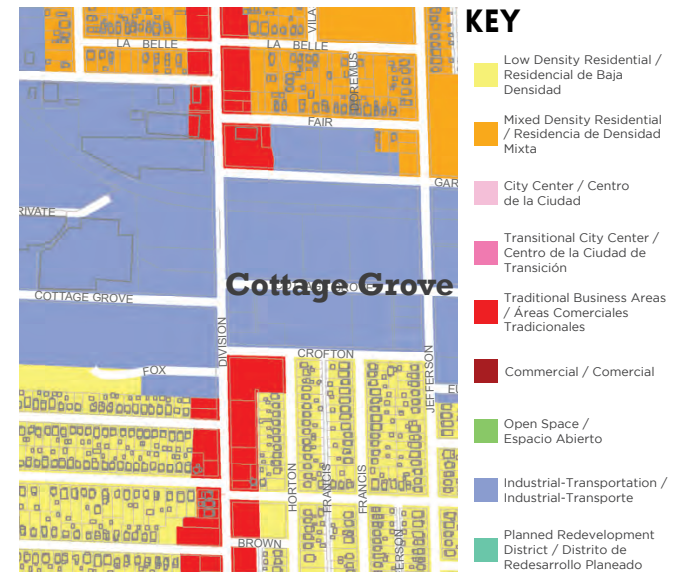 KEY
Low Density Residential /
Residencial de Baja
Densidad
Mixed Density Residential
/ Residencia de Densidad
Mixta
City Center / Centro
de la Ciudad
Transitional City Center /
Centro de la Ciudad de
Transición
Traditional Business Areas
/ Áreas Comerciales
Tradicionales
Commercial / Comercial
Open Space /
Espacio Abierto
Industrial-Transportation /
Industrial-Transporte
Planned Redevelopment
District / Distrito de
Redesarrollo Planeado
VILA
LA BELLE
LA BELLE
DOREMUS
FAIR
GAR
RIVATE
Cottage Grove
COTTAGE GROVE
DIVISION
CROFTON
JEFFERSON
FOX
HORTON
FRANCIS
FRANCIS
BROWN
ERSON